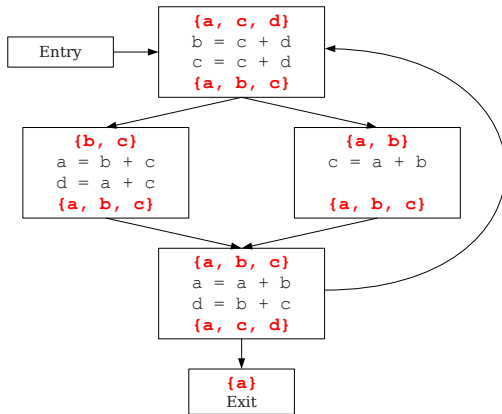 Entry
{a, c, d}
b = c + d
c = c + d
{a, b, c}
{b, c}
a = b + c
d = a + c
{a, b, c}
{a, b}
c = a + b
{a, b, c}
{a, b, c}
a = a + b
d = b + c
{a, c, d}
{a}
Exit